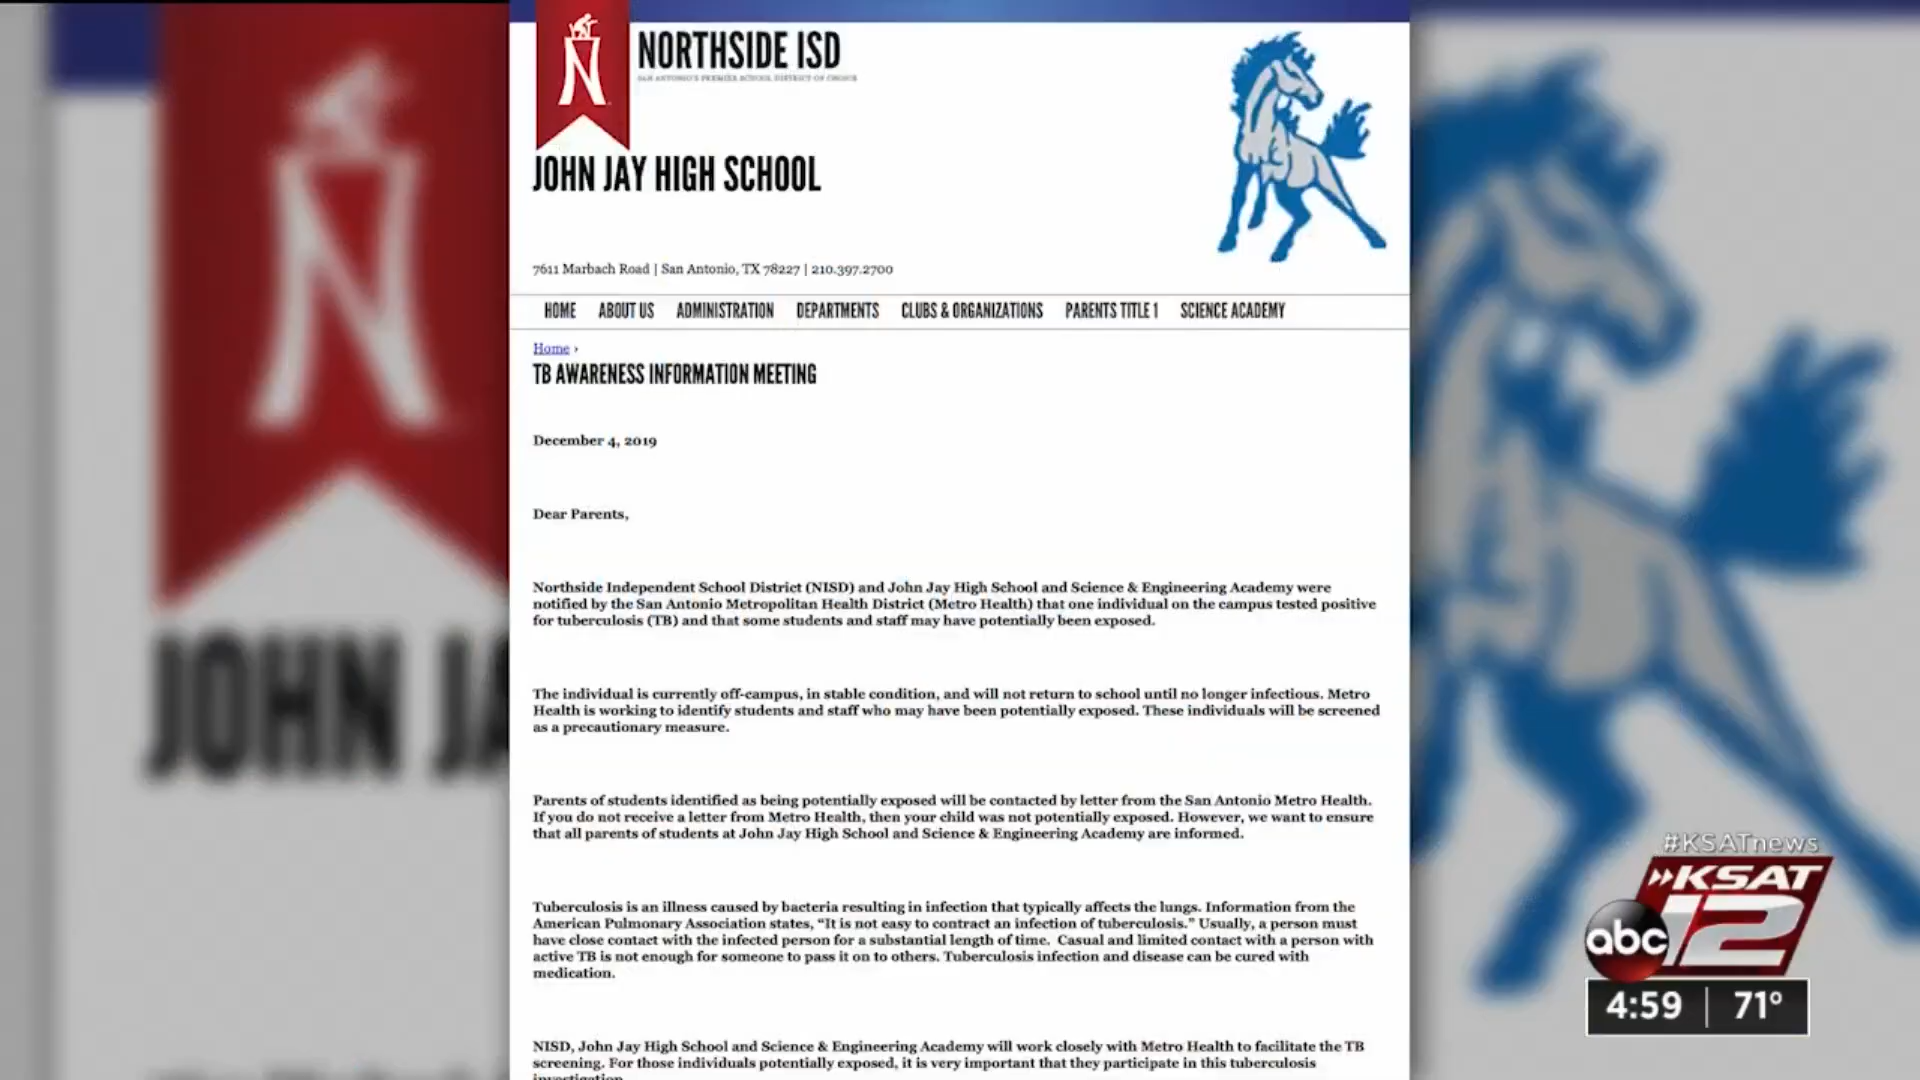 N
NORTHSIDE ISD
SAN ANTONIO'S PREMIER SCHOOL DISTRICT OF CHOICE
JOHN JAY HIGH SCHOOL
7611 Marbach Road | San Antonio, TX 78227 | 210.397.2700
HOME ABOUT US ADMINISTRATION DEPARTMENTS CLUBS & ORGANIZATIONS PARENTS TITLE 1 SCIENCE ACADEMY
Home ›
TB AWARENESS INFORMATION MEETING
December 4, 2019
Dear Parents,
Northside Independent School District (NISD) and John Jay High School and Science & Engineering Academy were
notified by the San Antonio Metropolitan Health District (Metro Health) that one individual on the campus tested positive
for tuberculosis (TB) and that some students and staff may have potentially been exposed.
The individual is currently off-campus, in stable condition, and will not return to school until no longer infectious. Metro
Health is working to identify students and staff who may have been potentially exposed. These individuals will be screened
as a precautionary measure.
Parents of students identified as being potentially exposed will be contacted by letter from the San Antonio Metro Health.
If you do not receive a letter from Metro Health, then your child was not potentially exposed. However, we want to ensure
that all parents of students at John Jay High School and Science & Engineering Academy are informed.
Tuberculosis is an illness caused by bacteria resulting in infection that typically affects the lungs. Information from the
American Pulmonary Association states, “It is not easy to contract an infection of tuberculosis.” Usually, a person must
have close contact with the infected person for a substantial length of time. Casual and limited contact with a person with
active TB is not enough for someone to pass it on to others. Tuberculosis infection and disease can be cured with
medication.
NISD, John Jay High School and Science & Engineering Academy will work closely with Metro Health to facilitate the TB
screening. For those individuals potentially exposed, it is very important that they participate in this tuberculosis
investigation.
N
JOHN JA
#KSATnews
KSAT
abc 12
4:59 | 71°